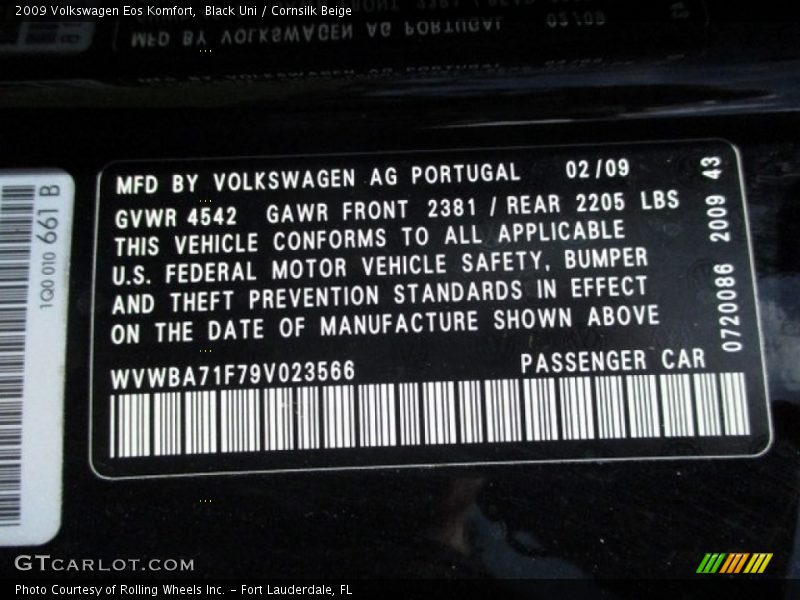 2009 Volkswagen Eos Komfort, Black Uni / Cornsilk Beige
MFD BY VOLKSWAGEN AG PORTUGAL 02/09
GVWR 4542 GAWR FRONT 2381 / REAR 2205 LBS
THIS VEHICLE CONFORMS TO ALL APPLICABLE
U.S. FEDERAL MOTOR VEHICLE SAFETY, BUMPER
AND THEFT PREVENTION STANDARDS IN EFFECT
ON THE DATE OF MANUFACTURE SHOWN ABOVE
WVWBA71F79V023566 PASSENGER CAR
0720086 2009 43
1Q0 010 661 B
GTCARLOT.COM
Photo Courtesy of Rolling Wheels Inc. – Fort Lauderdale, FL